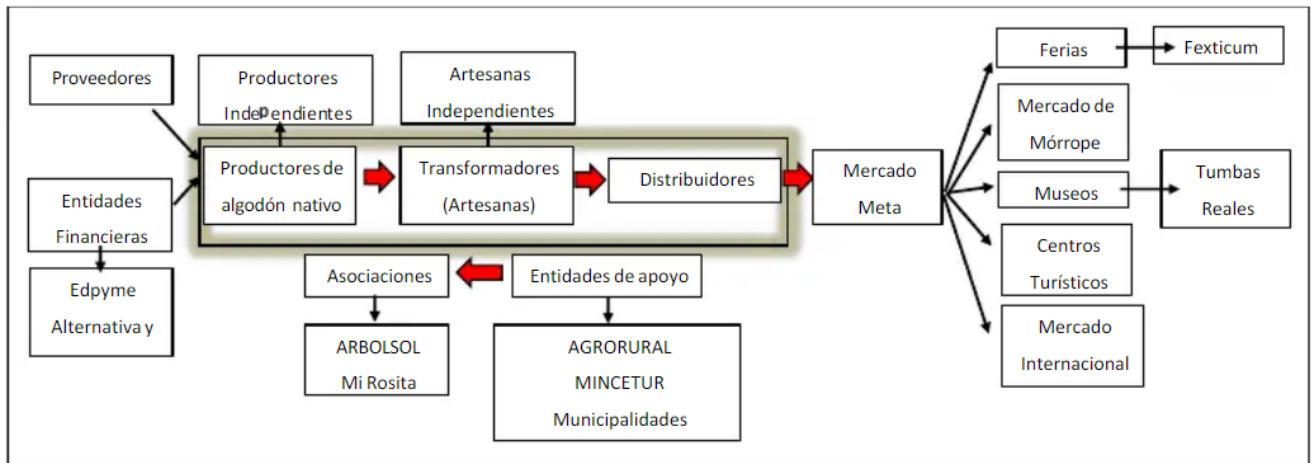 Proveedores
Productores
Independientes
Artesanas
Independientes
Ferias
Fexticum
Mercado de
Mórrope
Entidades
Financieras
Productores de
algodón nativo
Transformadores
(Artesanas)
Distribuidores
Mercado
Meta
Museos
Tumbas
Reales
Centros
Turísticos
Edpyme
Alternativa y
Asociaciones
Entidades de apoyo
Mercado
Internacional
ARBOLSOL
Mi Rosita
AGRORURAL
MINCETUR
Municipalidades